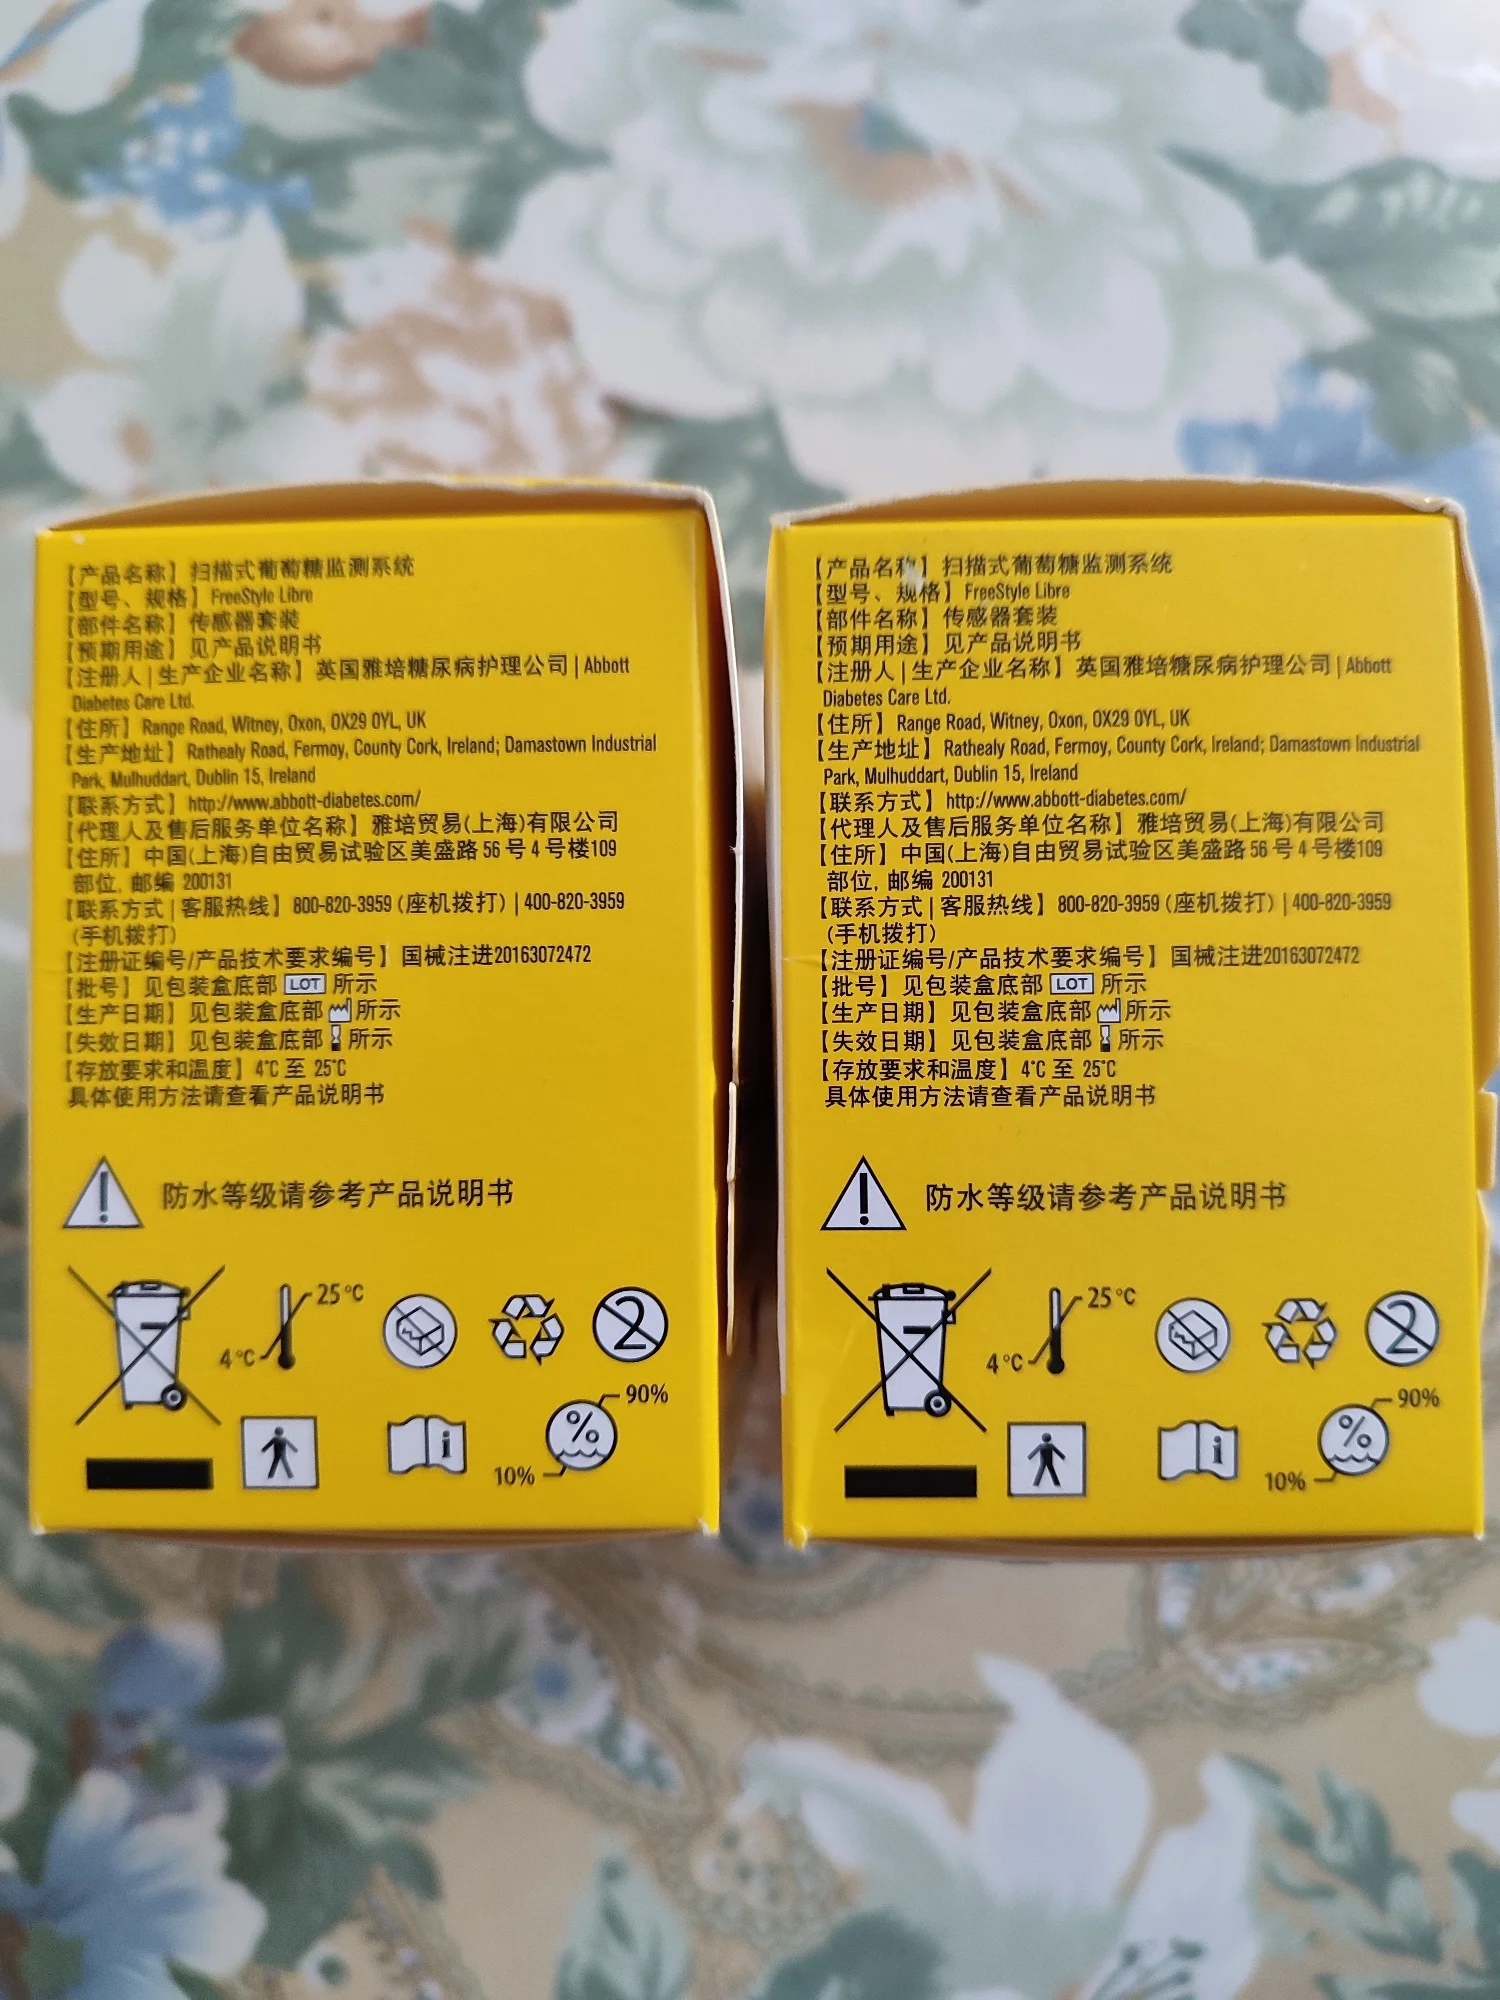 【产品名称】扫描式葡萄糖监测系统
【型号、规格】FreeStyle Libre
【部件名称】传感器套装
【预期用途】见产品说明书
【注册人|生产企业名称】英国雅培糖尿病护理公司|Abbott
Diabetes Care Ltd.
【住所】Range Road, Witney, Oxon, OX29 0YL, UK
【生产地址】Rathealy Road, Fermoy, County Cork, Ireland; Damastown Industrial
Park, Mulhuddart, Dublin 15, Ireland
【联系方式】http://www.abbott-diabetes.com/
【代理人及售后服务单位名称】雅培贸易(上海)有限公司
【住所】中国(上海)自由贸易试验区美盛路56号4号楼109
部位, 邮编 200131
【联系方式|客服热线】800-820-3959(座机拨打)|400-820-3959
(手机拨打)
【注册证编号/产品技术要求编号】国械注进20163072472
【批号】见包装盒底部 LOT 所示
【生产日期】见包装盒底部所示
【失效日期】见包装盒底部所示
【存放要求和温度】4°C 至 25°C
具体使用方法请查看产品说明书
防水等级请参考产品说明书
25°C
4°C
2
90%
%
i
10%
【产品名称】扫描式葡萄糖监测系统
【型号、规格】FreeStyle Libre
【部件名称】传感器套装
【预期用途】见产品说明书
【注册人|生产企业名称】英国雅培糖尿病护理公司|Abbott
Diabetes Care Ltd.
【住所】Range Road, Witney, Oxon, OX29 0YL, UK
【生产地址】Rathealy Road, Fermoy, County Cork, Ireland; Damastown Industrial
Park, Mulhuddart, Dublin 15, Ireland
【联系方式】http://www.abbott-diabetes.com/
【代理人及售后服务单位名称】雅培贸易(上海)有限公司
【住所】中国(上海)自由贸易试验区美盛路56号4号楼109
部位, 邮编 200131
【联系方式|客服热线】800-820-3959(座机拨打)|400-820-3959
(手机拨打)
【注册证编号/产品技术要求编号】国械注进20163072472
【批号】见包装盒底部 LOT 所示
【生产日期】见包装盒底部所示
【失效日期】见包装盒底部所示
【存放要求和温度】4°C 至 25°C
具体使用方法请查看产品说明书
防水等级请参考产品说明书
25°C
4°C
2
90%
%
i
10%